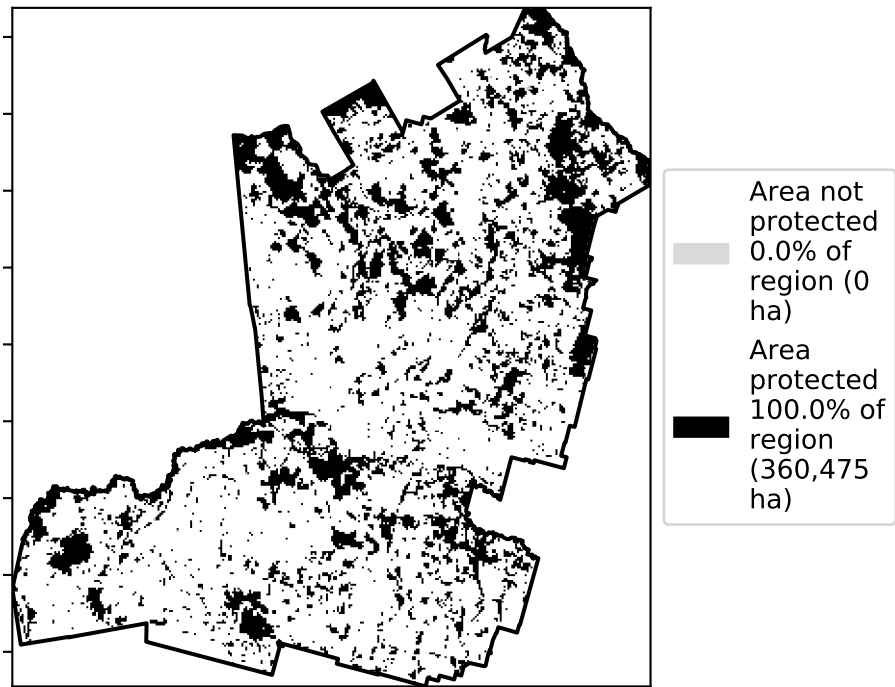 Area not
protected
0.0% of
region (0
ha)
Area
protected
100.0% of
region
(360,475
ha)